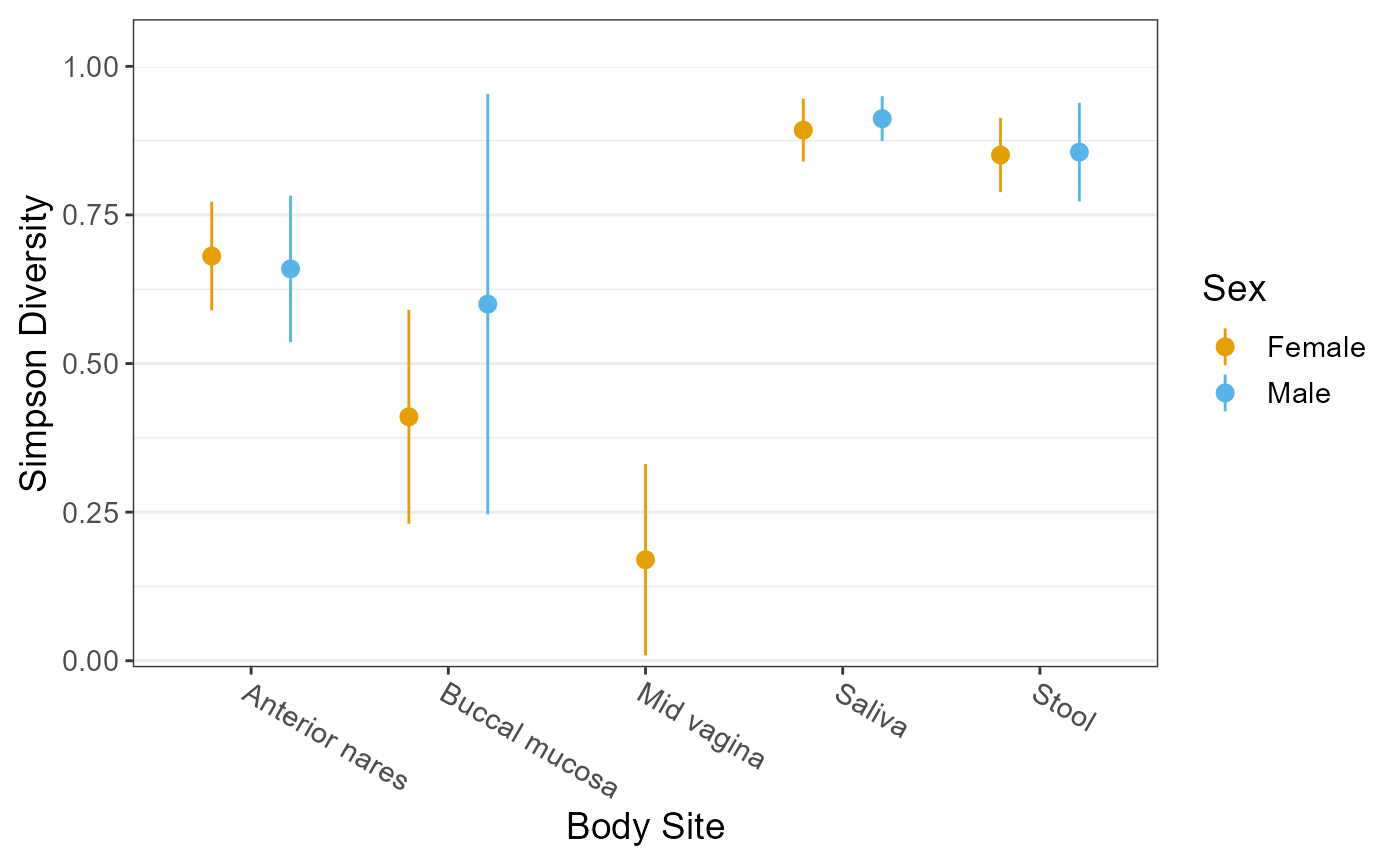 Simpson Diversity
1.00
0.75
0.50
0.25
0.00
Anterior nares
Buccal mucosa
Mid vagina
Saliva
Stool
Body Site
Sex
Female
Male